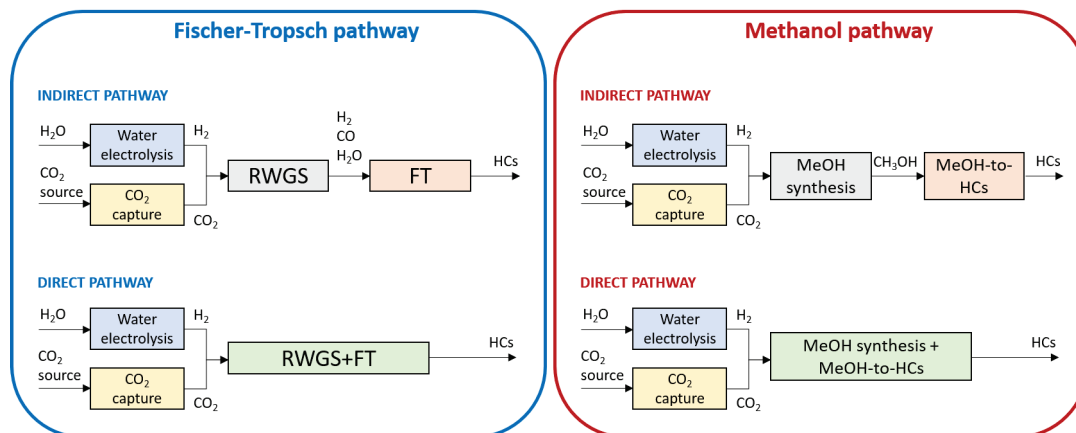 Fischer-Tropsch pathway
INDIRECT PATHWAY
H₂O
Water
electrolysis
H₂
CO₂
source
CO₂
capture
CO₂
RWGS
H₂
CO
H₂O
FT
HCs
DIRECT PATHWAY
H₂O
Water
electrolysis
H₂
CO₂
source
CO₂
capture
CO₂
RWGS+FT
HCs
Methanol pathway
INDIRECT PATHWAY
H₂O
Water
electrolysis
H₂
CO₂
source
CO₂
capture
CO₂
MeOH
synthesis
CH₃OH
MeOH-to-
HCs
HCs
DIRECT PATHWAY
H₂O
Water
electrolysis
H₂
CO₂
source
CO₂
capture
CO₂
MeOH synthesis +
MeOH-to-HCs
HCs